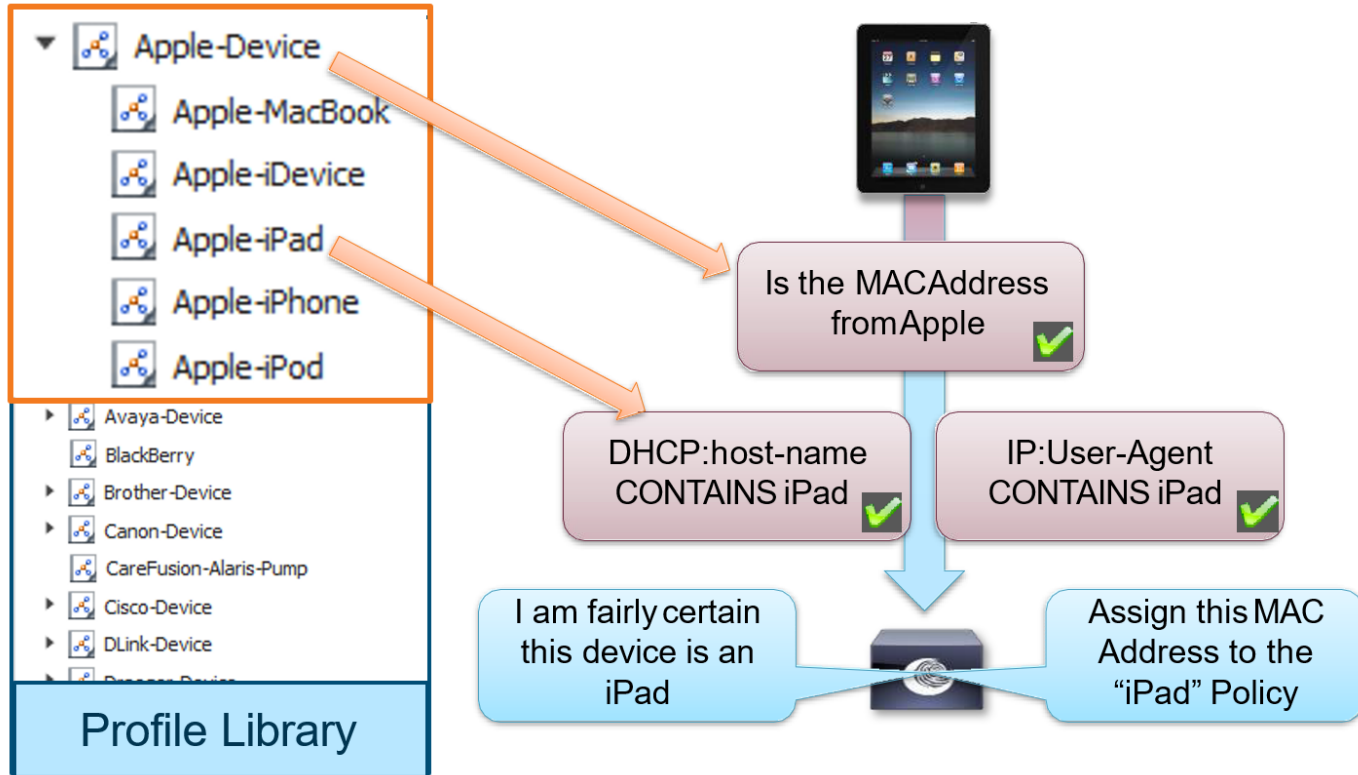 Apple-Device
Apple-MacBook
Apple-iDevice
Apple-iPad
Apple-iPhone
Apple-iPod
Avaya-Device
BlackBerry
Brother-Device
Canon-Device
CareFusion-Alaris-Pump
Cisco-Device
DLink-Device
Profile Library
Is the MACAddress
fromApple
DHCP:host-name
CONTAINS iPad
IP:User-Agent
CONTAINS iPad
I am fairly certain
this device is an
iPad
Assign this MAC
Address to the
“iPad” Policy